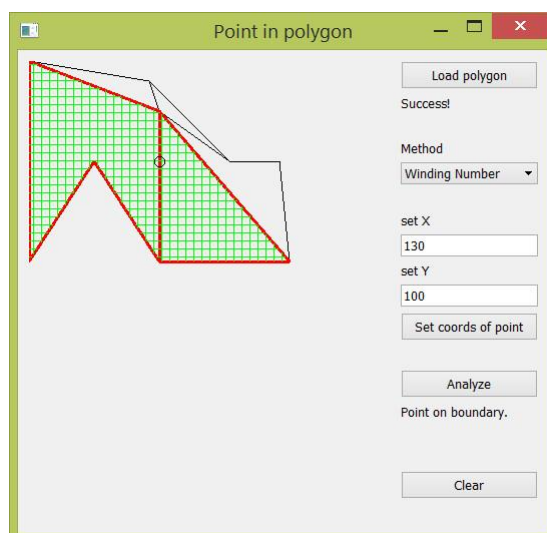 Point in polygon
Load polygon
Success!
Method
Winding Number
set X
130
set Y
100
Set coords of point
Analyze
Point on boundary.
Clear